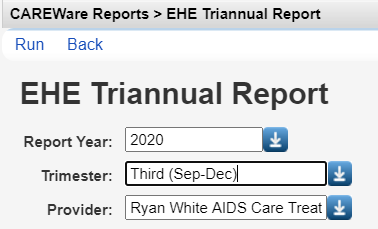 CAREWare Reports > EHE Triannual Report
Run Back
EHE Triannual Report
Report Year: 2020
Trimester: Third (Sep-Dec)
Provider: Ryan White AIDS Care Treat